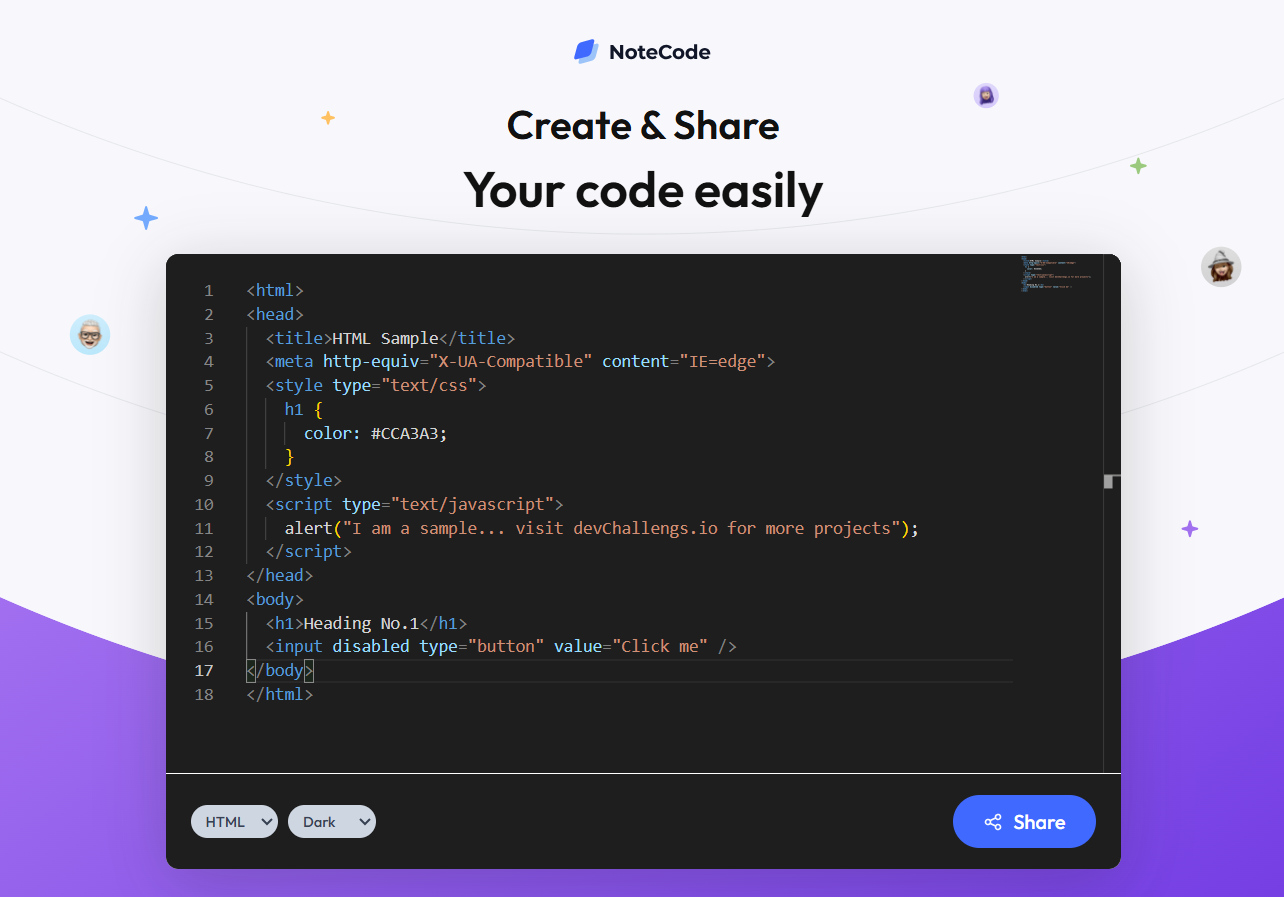 NoteCode
Create & Share
Your code easily
1 <html>
2 <head>
3   <title>HTML Sample</title>
4   <meta http-equiv="X-UA-Compatible" content="IE=edge">
5   <style type="text/css">
6     h1 {
7       color: #CCA3A3;
8     }
9   </style>
10   <script type="text/javascript">
11     alert("I am a sample... visit devChallengs.io for more projects");
12   </script>
13 </head>
14 <body>
15   <h1>Heading No.1</h1>
16   <input disabled type="button" value="Click me" />
17 </body>
18 </html>
HTML Dark Share